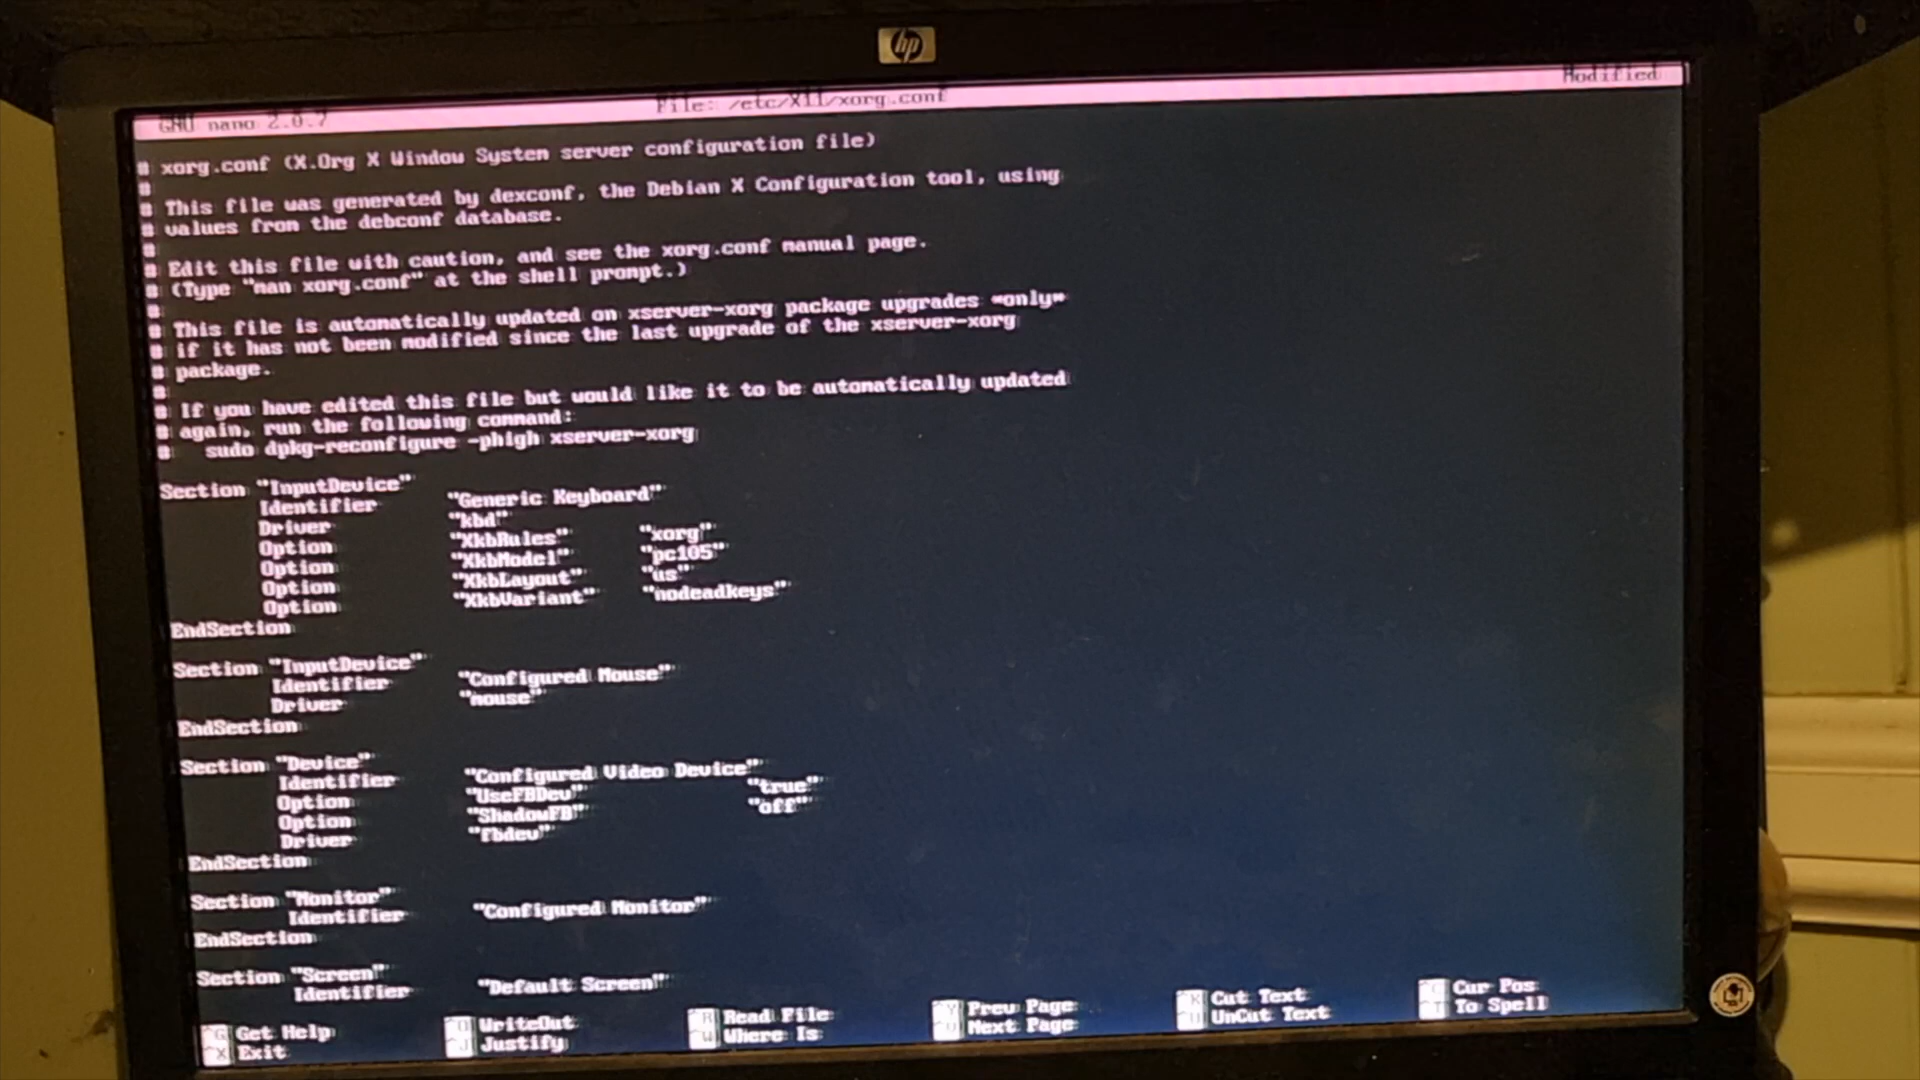 hp
GNU nano 2.0.7 File: /etc/X11/xorg.conf Modified
# xorg.conf (X.Org X Window System server configuration file)
#
# This file was generated by dexconf, the Debian X Configuration tool, using
# values from the debconf database.
#
# Edit this file with caution, and see the xorg.conf manual page.
# (Type "man xorg.conf" at the shell prompt.)
#
# This file is automatically updated on xserver-xorg package upgrades *only*
# if it has not been modified since the last upgrade of the xserver-xorg
# package.
#
# If you have edited this file but would like it to be automatically updated
# again, run the following command:
#   sudo dpkg-reconfigure -phigh xserver-xorg
Section "InputDevice"
Identifier "Generic Keyboard"
Driver "kbd"
Option "XkbRules" "xorg"
Option "XkbModel" "pc105"
Option "XkbLayout" "us"
Option "XkbVariant" "nodeadkeys"
EndSection
Section "InputDevice"
Identifier "Configured Mouse"
Driver "mouse"
EndSection
Section "Device"
Identifier "Configured Video Device"
Option "UseFBDev" "true"
Option "ShadowFB" "off"
Driver "fbdev"
EndSection
Section "Monitor"
Identifier "Configured Monitor"
EndSection
Section "Screen"
Identifier "Default Screen"
^G Get Help ^O WriteOut ^R Read File ^Y Prev Page ^K Cut Text ^C Cur Pos
^X Exit ^J Justify ^W Where Is ^V Next Page ^U UnCut Text ^T To Spell